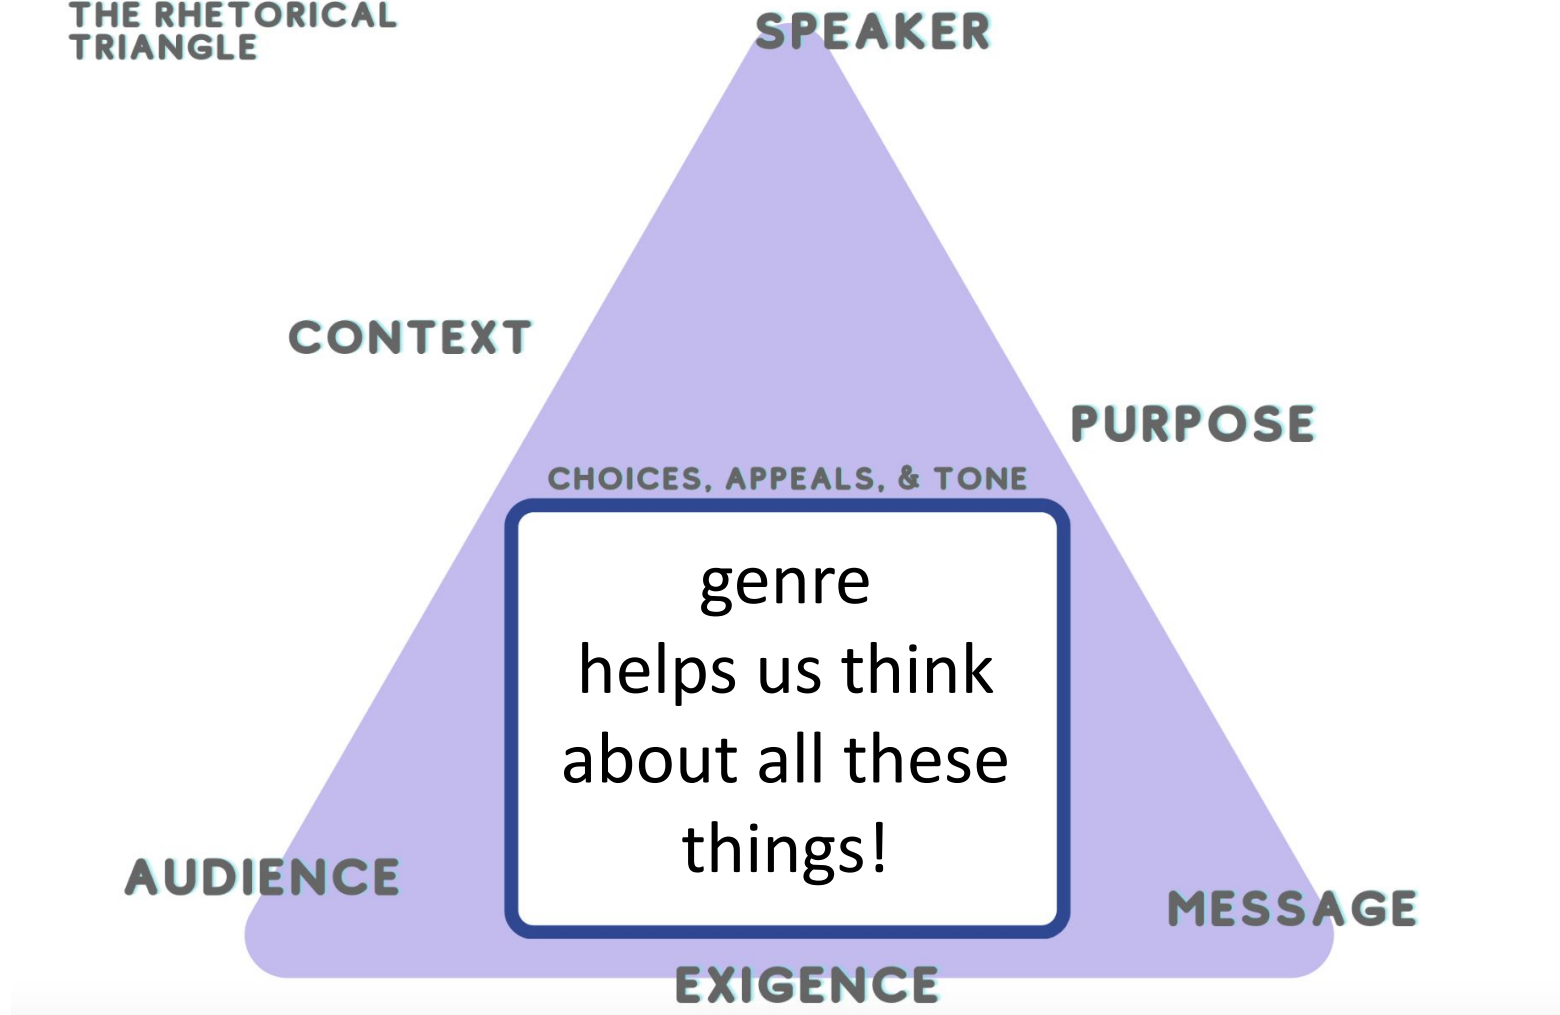 THE RHETORICAL
TRIANGLE
SPEAKER
CONTEXT
PURPOSE
CHOICES, APPEALS, & TONE
genre
helps us think
about all these
things!
AUDIENCE
MESSAGE
EXIGENCE